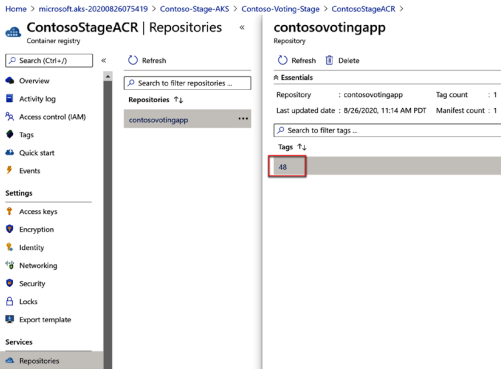 Home > microsoft.aks-20200826075419 > Contoso-Stage-AKS > Contoso-Voting-Stage > ContosoStageACR >
ContosoStageACR | Repositories «
Container registry
Search (Ctrl+/) «
Overview
Activity log
Access control (IAM)
Tags
Quick start
Events
Settings
Access keys
Encryption
Identity
Networking
Security
Locks
Export template
Services
Repositories
Refresh
Search to filter repositories ...
Repositories ↑↓
contosovotingapp ...
contosovotingapp
Repository
Refresh Delete
Essentials
Repository : contosovotingapp Tag count : 1
Last updated date : 8/26/2020, 11:14 AM PDT Manifest count : 1
Search to filter tags ...
Tags ↑↓
48